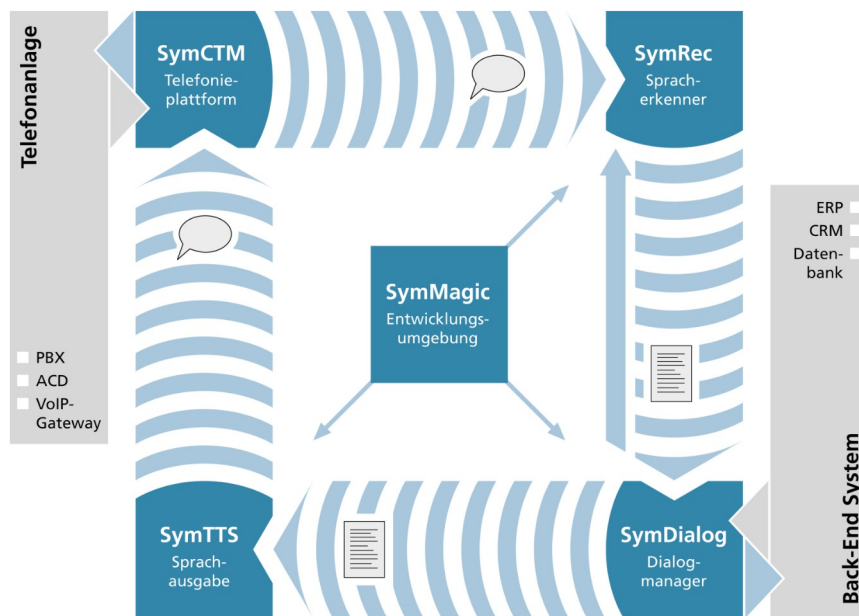 Telefonanlage
SymCTM
Telefonie-
plattform
SymRec
Sprach-
erkenner
ERP
CRM
Daten-
bank
SymMagic
Entwicklungs-
umgebung
PBX
ACD
VoIP-
Gateway
SymTTS
Sprach-
ausgabe
SymDialog
Dialog-
manager
Back-End System